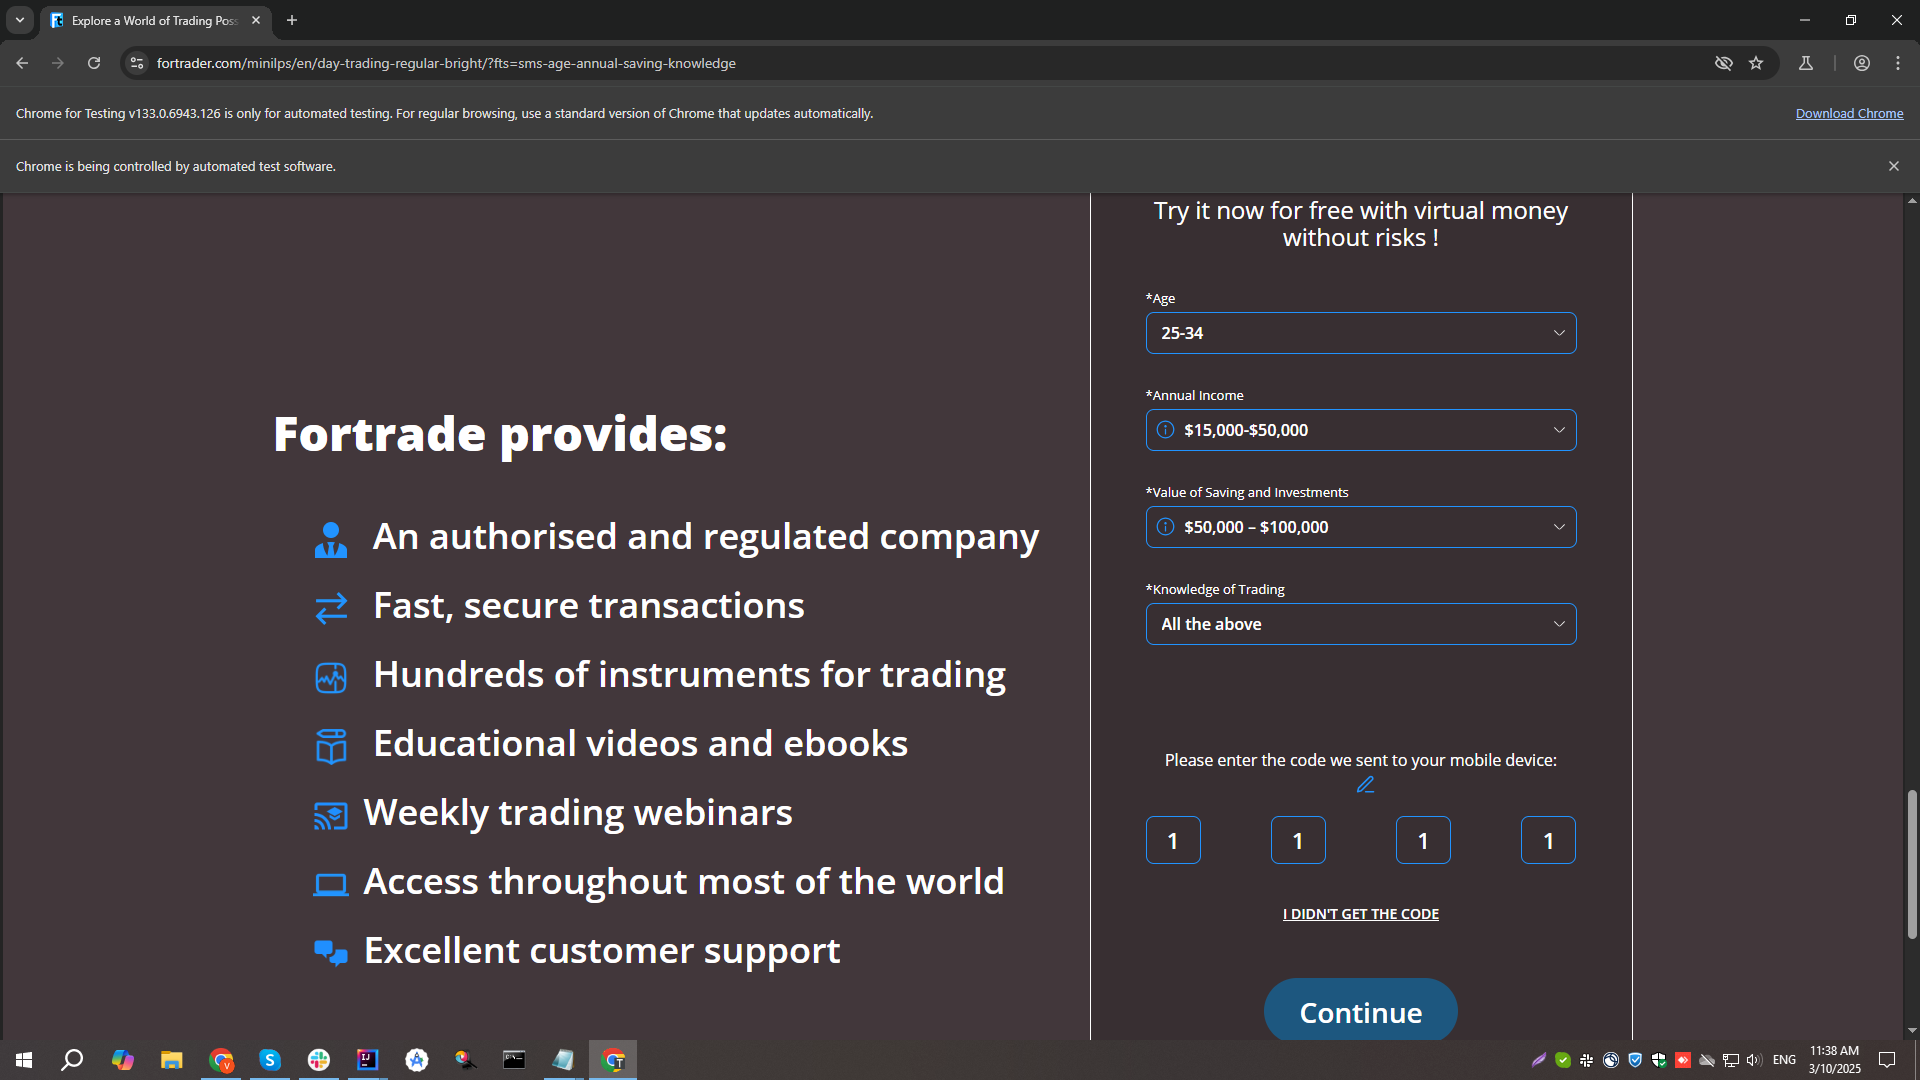 Explore a World of Trading Poss
fortrader.com/minilps/en/day-trading-regular-bright/?fts=sms-age-annual-saving-knowledge
Chrome for Testing v133.0.6943.126 is only for automated testing. For regular browsing, use a standard version of Chrome that updates automatically.
Download Chrome
Chrome is being controlled by automated test software.
Try it now for free with virtual money
without risks !
*Age
25-34
*Annual Income
$15,000-$50,000
*Value of Saving and Investments
$50,000 – $100,000
*Knowledge of Trading
All the above
Please enter the code we sent to your mobile device:
1 1 1 1
I DIDN'T GET THE CODE
Continue
Fortrade provides:
An authorised and regulated company
Fast, secure transactions
Hundreds of instruments for trading
Educational videos and ebooks
Weekly trading webinars
Access throughout most of the world
Excellent customer support
ENG
11:38 AM
3/10/2025